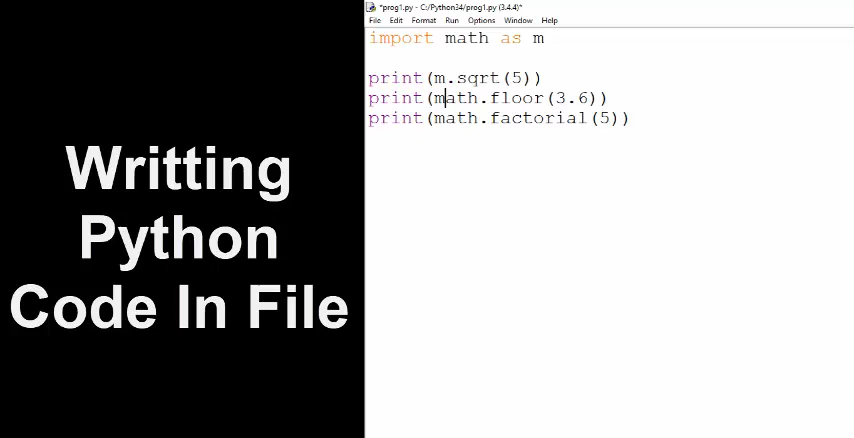 Writting
Python
Code In File
*prog1.py - C:/Python34/prog1.py (3.4.4)*
File Edit Format Run Options Window Help
import math as m
print(m.sqrt(5))
print(math.floor(3.6))
print(math.factorial(5))